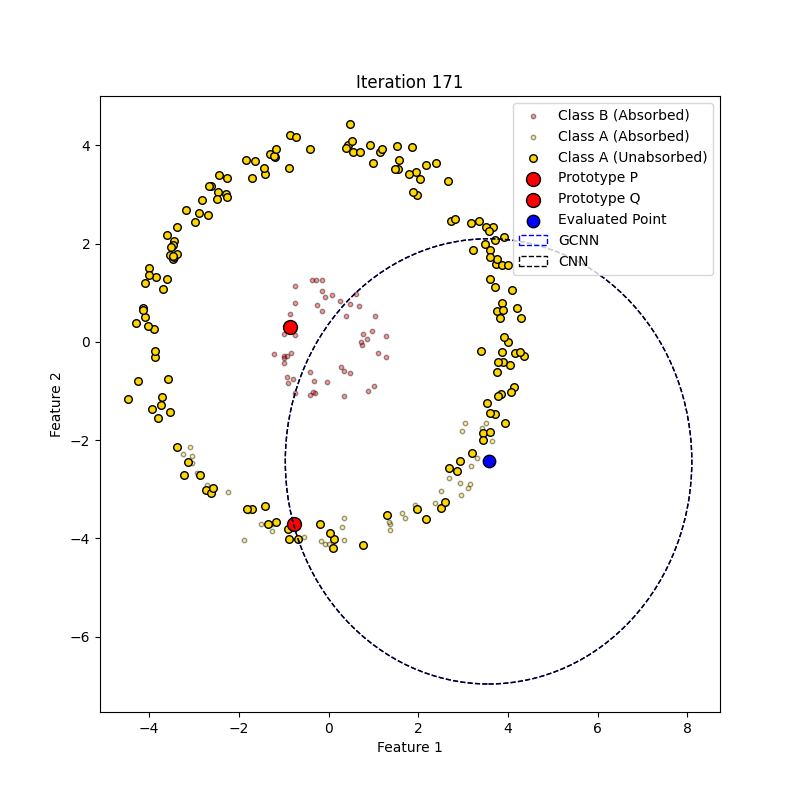 Iteration 171
Class B (Absorbed)
Class A (Absorbed)
Class A (Unabsorbed)
Prototype P
Prototype Q
Evaluated Point
GCNN
CNN
4
2
0
−2
−4
−6
Feature 2
−4
−2
0
2
4
6
8
Feature 1